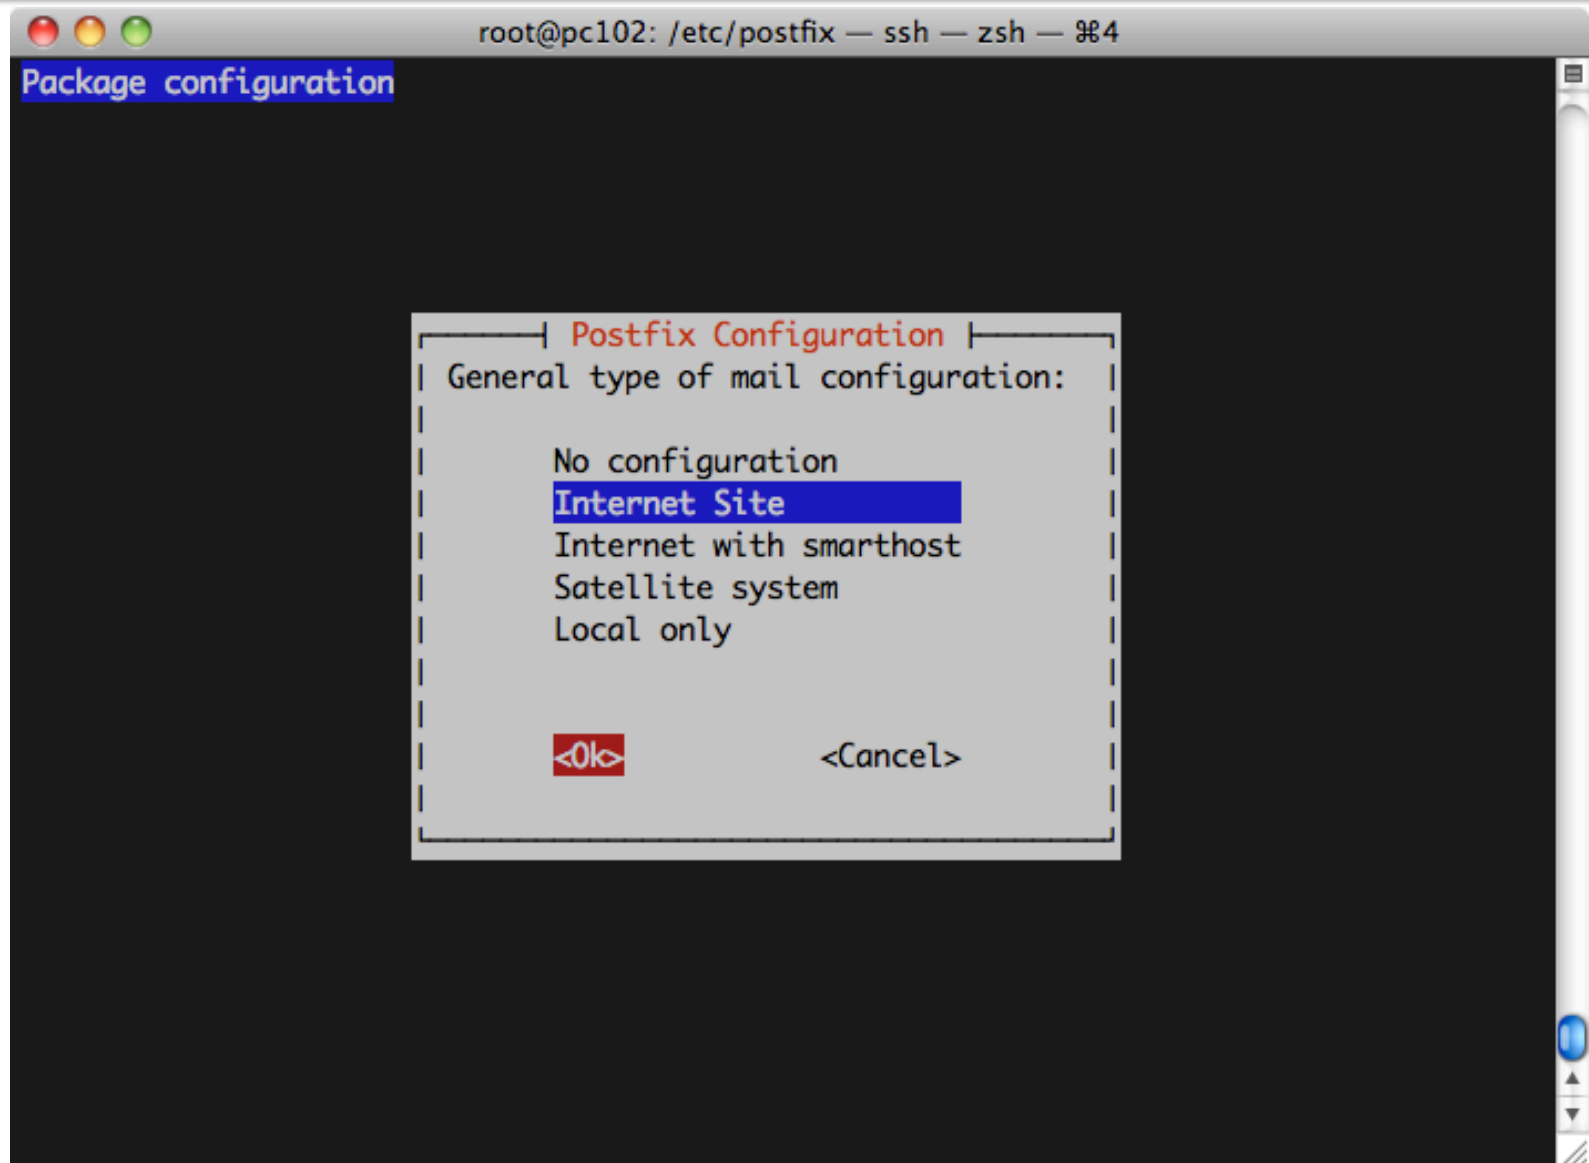 root@pc102: /etc/postfix — ssh — zsh — ⌘4
Package configuration
Postfix Configuration
General type of mail configuration:
No configuration
Internet Site
Internet with smarthost
Satellite system
Local only
<Ok> <Cancel>